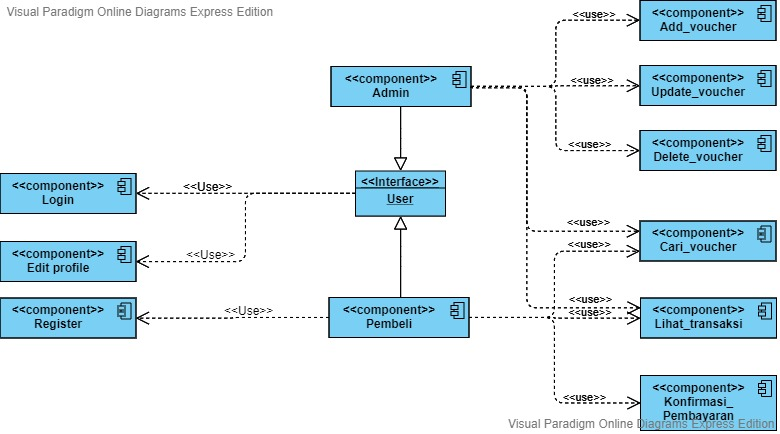 Visual Paradigm Online Diagrams Express Edition
<<use>>
<<component>>
Add_voucher
<<component>>
Admin
<<use>>
<<component>>
Update_voucher
<<use>>
<<component>>
Delete_voucher
<<component>>
Login
<<Use>>
<<Interface>>
User
<<use>>
<<component>>
Cari_voucher
<<component>>
Edit profile
<<Use>>
<<use>>
<<component>>
Register
<<Use>>
<<component>>
Pembeli
<<use>>
<<use>>
<<component>>
Lihat_transaksi
<<use>>
<<component>>
Konfirmasi_
Pembayaran
Visual Paradigm Online Diagrams Express Edition